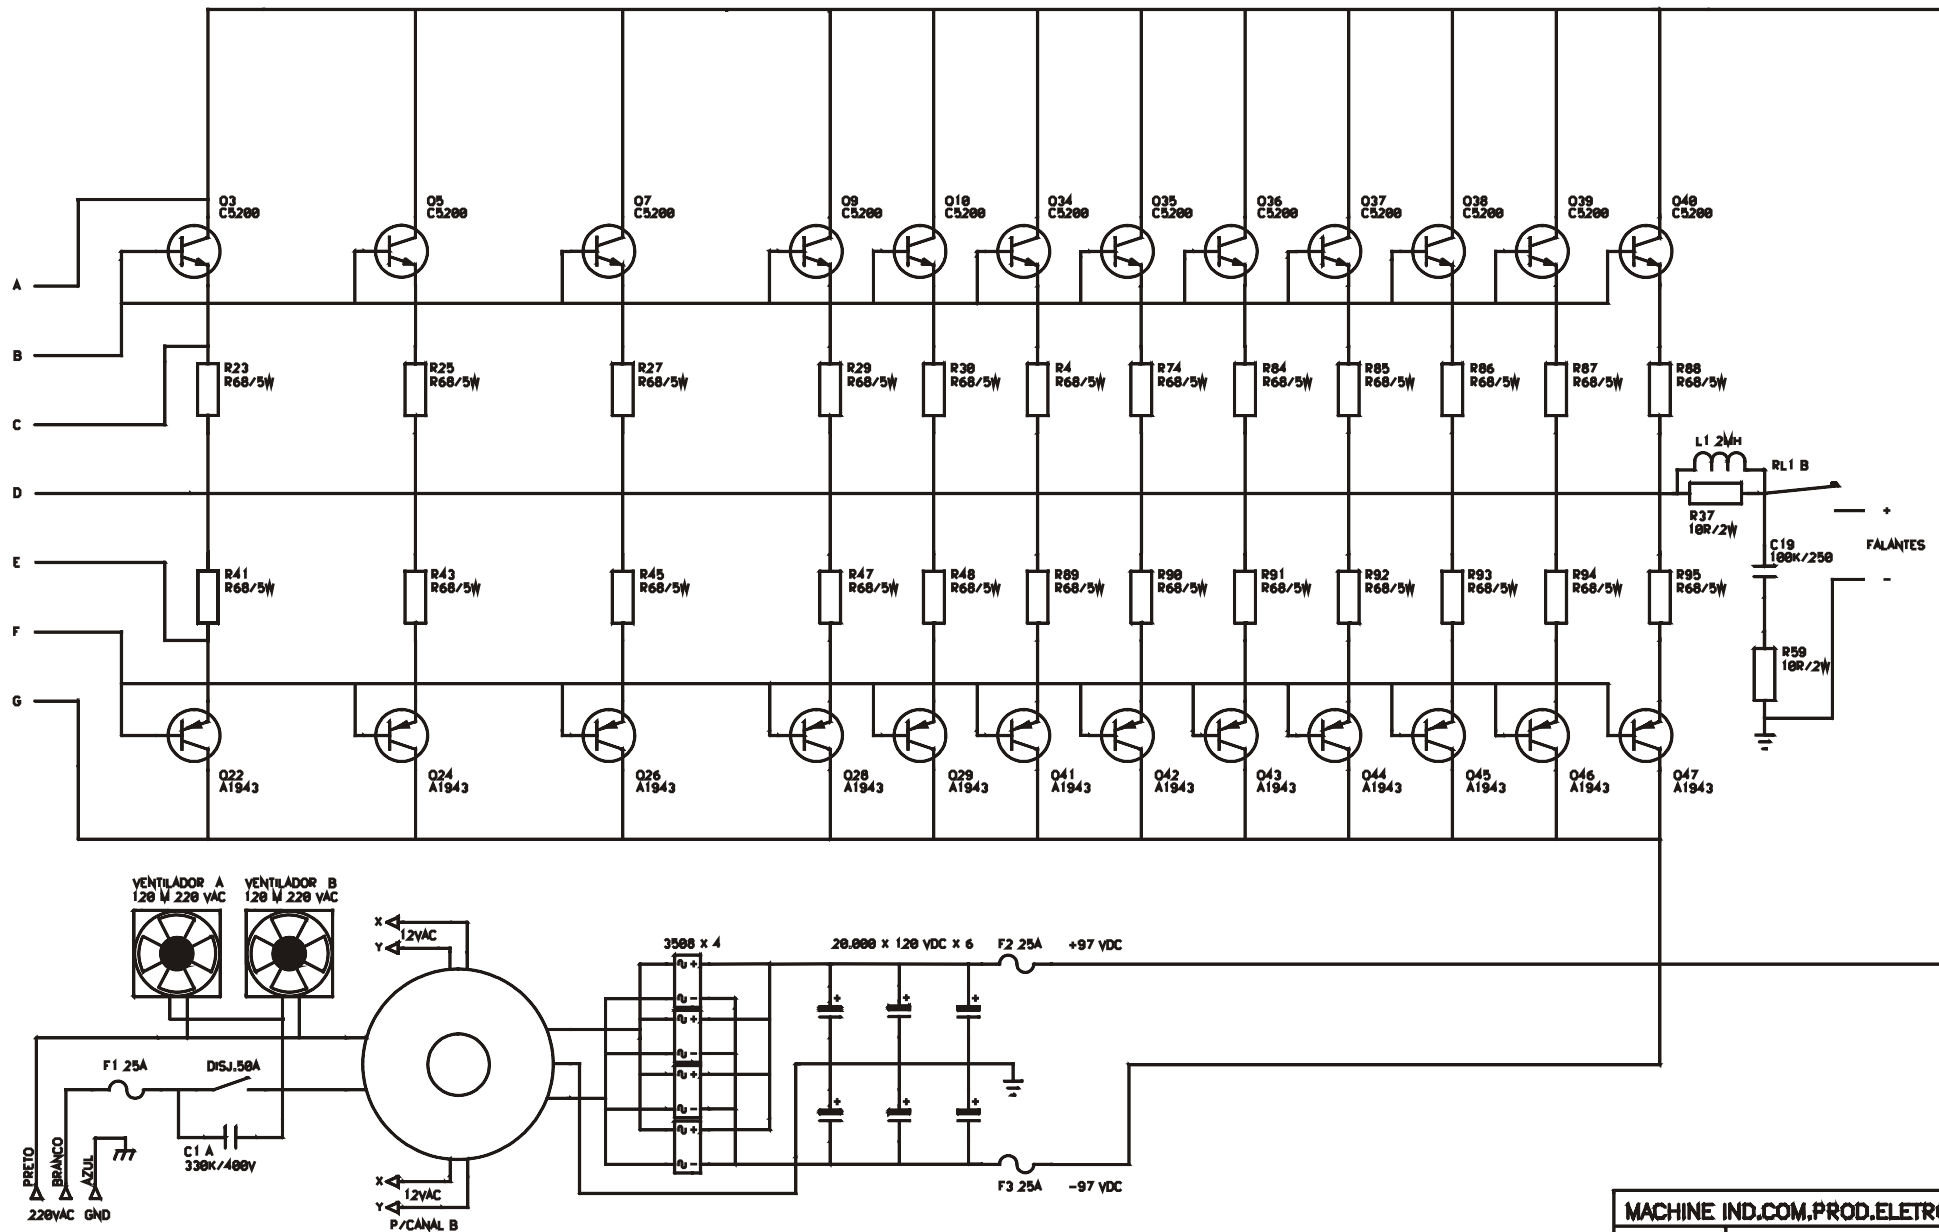 Q3 Q5 Q7 Q9 Q10 Q34 Q35 Q36 Q37 Q38 Q39 Q40
C5200 C5200 C5200 C5200 C5200 C5200 C5200 C5200 C5200 C5200 C5200 C5200
A
B
R23 R25 R27 R29 R30 R4 R74 R84 R85 R86 R87 R88
R68/5W R68/5W R68/5W R68/5W R68/5W R68/5W R68/5W R68/5W R68/5W R68/5W R68/5W R68/5W
C
L1 2MH
RL1 B
D
R37
10R/2W
+
C19
100K/250
FALANTES
E
R41 R43 R45 R47 R48 R89 R90 R91 R92 R93 R94 R95
R68/5W R68/5W R68/5W R68/5W R68/5W R68/5W R68/5W R68/5W R68/5W R68/5W R68/5W R68/5W
-
F
R59
10R/2W
G
Q22 Q24 Q26 Q28 Q29 Q41 Q42 Q43 Q44 Q45 Q46 Q47
A1943 A1943 A1943 A1943 A1943 A1943 A1943 A1943 A1943 A1943 A1943 A1943
VENTILADOR A VENTILADOR B
120 M 220 VAC 120 M 220 VAC
X
12VAC
Y
3508 X 4
20.000 X 120 VDC X 6
F2 25A
+97 VDC
+
-
+
-
+
-
+
-
+ + +
+ + +
F1 25A
DISJ.50A
C1 A
330K/400V
PRETO
BRANCO
AZUL
220VAC GND
X
12VAC
Y
P/CANAL B
F3 25A
-97 VDC
MACHINE IND.COM.PROD.ELETR